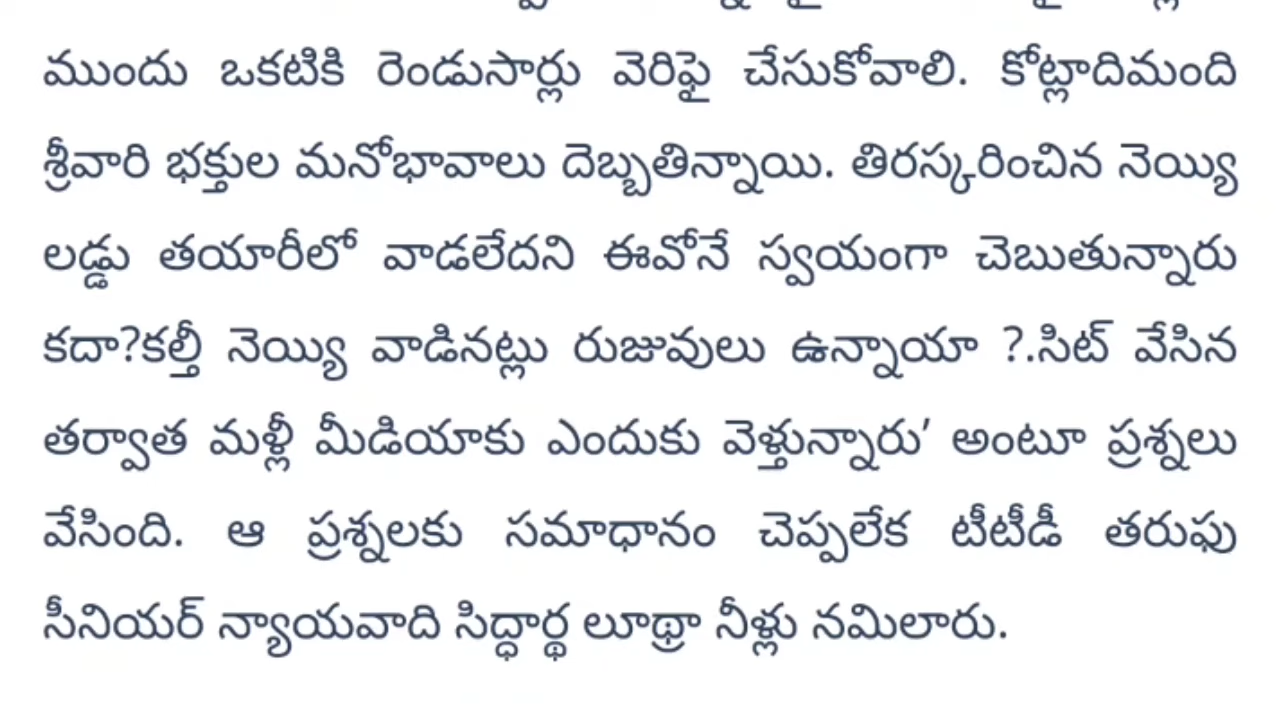 ముందు ఒకటికి రెండుసార్లు వెరిఫై చేసుకోవాలి. కోట్లాదిమంది
శ్రీవారి భక్తుల మనోభావాలు దెబ్బతిన్నాయి. తిరస్కరించిన నెయ్యి
లడ్డు తయారీలో వాడలేదని ఈవోనే స్వయంగా చెబుతున్నారు
కదా?కల్తీ నెయ్యి వాడినట్లు రుజువులు ఉన్నాయా ?.సిట్ వేసిన
తర్వాత మళ్లీ మీడియాకు ఎందుకు వెళ్తున్నారు’ అంటూ ప్రశ్నలు
వేసింది. ఆ ప్రశ్నలకు సమాధానం చెప్పలేక టీటీడీ తరుఫు
సీనియర్ న్యాయవాది సిద్ధార్థ లూథ్రా నీళ్లు నమిలారు.